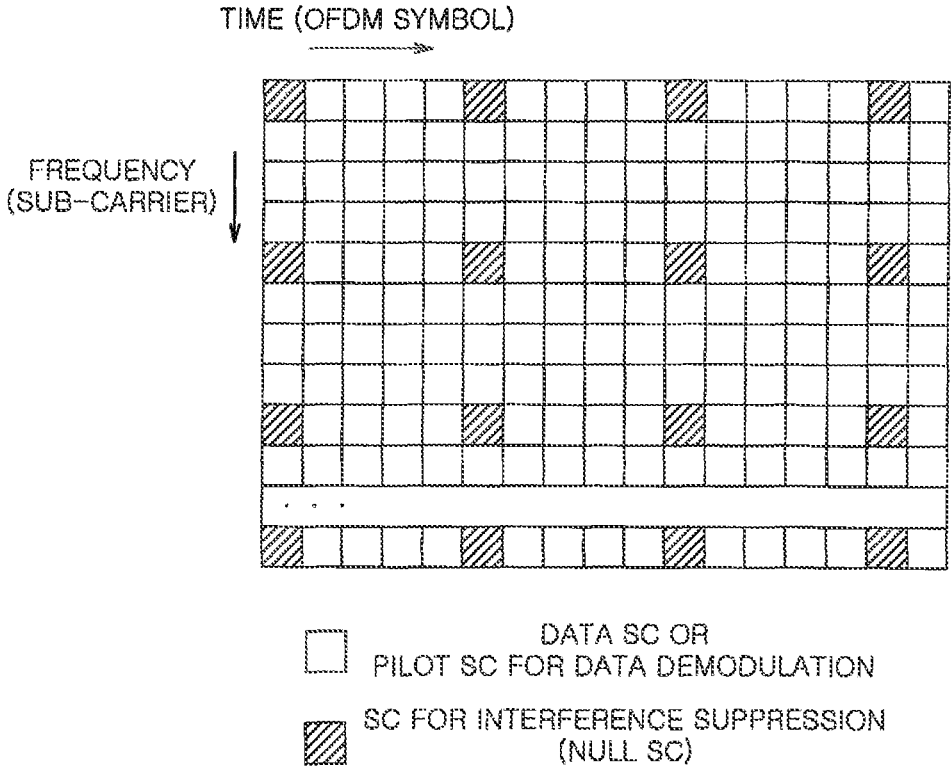 TIME (OFDM SYMBOL)
FREQUENCY
(SUB-CARRIER)
. . .
DATA SC OR
PILOT SC FOR DATA DEMODULATION
SC FOR INTERFERENCE SUPPRESSION
(NULL SC)